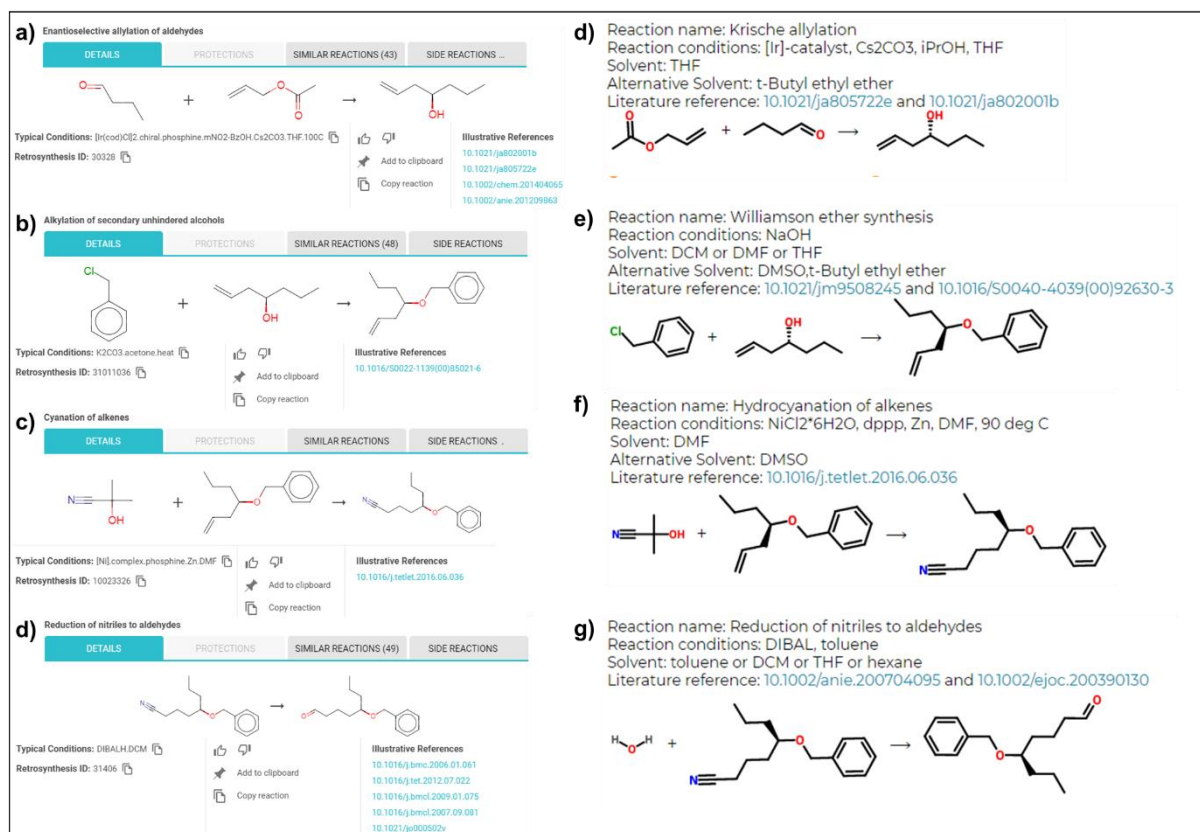 a)
Enantioselective allylation of aldehydes
DETAILS
PROTECTIONS
SIMILAR REACTIONS (43)
SIDE REACTIONS ...
O
+
O
O
OH
Typical Conditions: [Ir(cod)Cl]2.chiral.phosphine.mNO2-BzOH.Cs2CO3.THF.100C
Retrosynthesis ID: 30328
Add to clipboard
Copy reaction
Illustrative References
10.1021/ja802001b
10.1021/ja805722e
10.1002/chem.201404065
10.1002/anie.201209863
b)
Alkylation of secondary unhindered alcohols
DETAILS
PROTECTIONS
SIMILAR REACTIONS (48)
SIDE REACTIONS
Cl
+
OH
O
Typical Conditions: K2CO3.acetone.heat
Retrosynthesis ID: 31011036
Add to clipboard
Copy reaction
Illustrative References
10.1016/S0022-1139(00)85021-6
c)
Cyanation of alkenes
DETAILS
PROTECTIONS
SIMILAR REACTIONS
SIDE REACTIONS .
N
OH
+
O
N
O
Typical Conditions: [Ni].complex.phosphine.Zn.DMF
Retrosynthesis ID: 10023326
Add to clipboard
Copy reaction
Illustrative References
10.1016/j.tetlet.2016.06.036
d)
Reduction of nitriles to aldehydes
DETAILS
PROTECTIONS
SIMILAR REACTIONS (49)
SIDE REACTIONS
N
O
O
O
Typical Conditions: DIBALH.DCM
Retrosynthesis ID: 31406
Add to clipboard
Copy reaction
Illustrative References
10.1016/j.bmc.2006.01.061
10.1016/j.tet.2012.07.022
10.1016/j.bmcl.2009.01.075
10.1016/j.bmcl.2007.09.081
10.1021/jo000502v
d)
Reaction name: Krische allylation
Reaction conditions: [Ir]-catalyst, Cs2CO3, iPrOH, THF
Solvent: THF
Alternative Solvent: t-Butyl ethyl ether
Literature reference: 10.1021/ja805722e and 10.1021/ja802001b
O
O
+
O
OH
e)
Reaction name: Williamson ether synthesis
Reaction conditions: NaOH
Solvent: DCM or DMF or THF
Alternative Solvent: DMSO,t-Butyl ethyl ether
Literature reference: 10.1021/jm9508245 and 10.1016/S0040-4039(00)92630-3
Cl
+
OH
O
f)
Reaction name: Hydrocyanation of alkenes
Reaction conditions: NiCl2*6H2O, dppp, Zn, DMF, 90 deg C
Solvent: DMF
Alternative Solvent: DMSO
Literature reference: 10.1016/j.tetlet.2016.06.036
N
OH
+
O
O
N
g)
Reaction name: Reduction of nitriles to aldehydes
Reaction conditions: DIBAL, toluene
Solvent: toluene or DCM or THF or hexane
Literature reference: 10.1002/anie.200704095 and 10.1002/ejoc.200390130
H O H
+
O
N
O
O